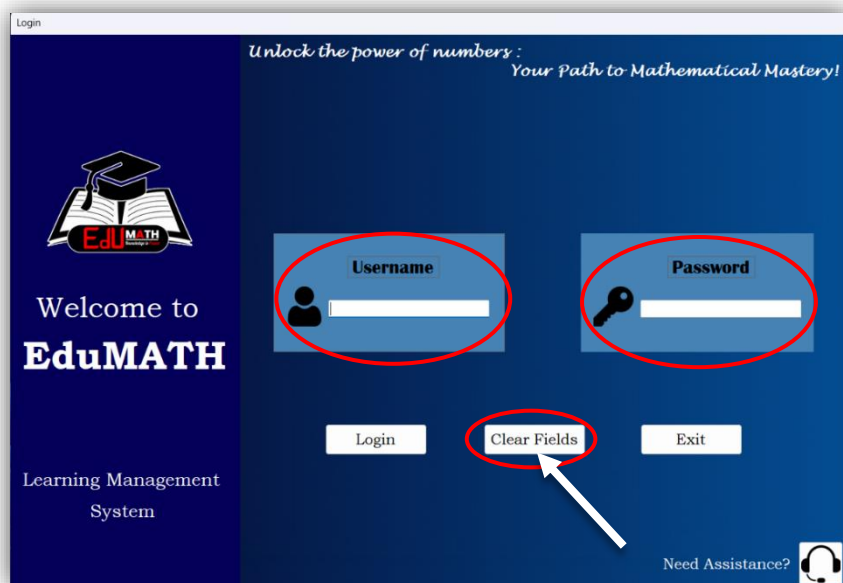 Login
Unlock the power of numbers :
Your Path to Mathematical Mastery!
EdUMATH
Welcome to
EduMATH
Learning Management
System
Username
Password
Login
Clear Fields
Exit
Need Assistance?